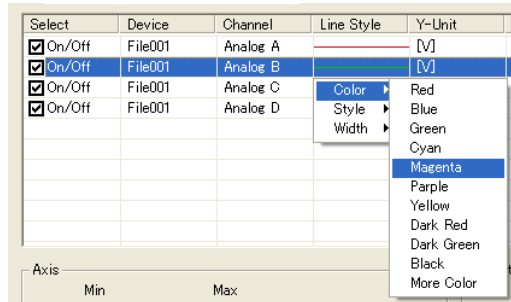 Select Device Channel Line Style Y-Unit
On/Off File001 Analog A [V]
On/Off File001 Analog B [V]
On/Off File001 Analog C
On/Off File001 Analog D
Color
Style
Width
Red
Blue
Green
Cyan
Magenta
Parple
Yellow
Dark Red
Dark Green
Black
More Color
Axis
Min Max